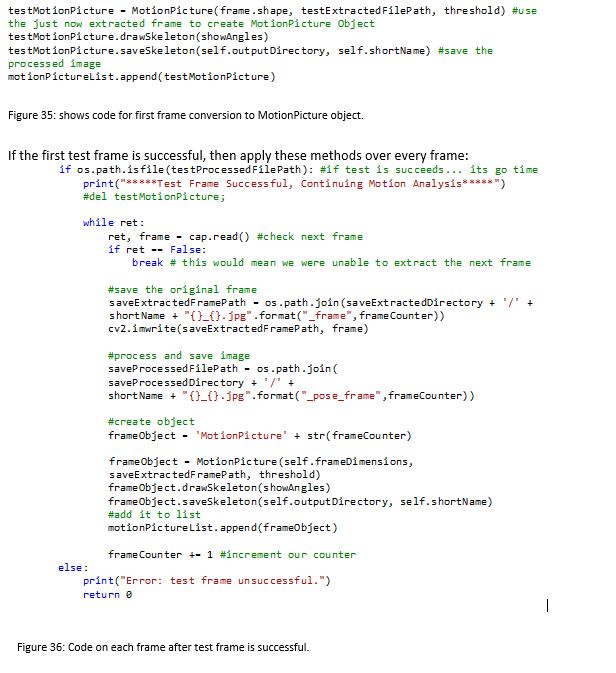 testMotionPicture = MotionPicture(frame.shape, testExtractedFilePath, threshold) #use
the just now extracted frame to create MotionPicture Object
testMotionPicture.drawSkeleton(showAngles)
testMotionPicture.saveSkeleton(self.outputDirectory, self.shortName) #save the
processed image
motionPictureList.append(testMotionPicture)
Figure 35: shows code for first frame conversion to MotionPicture object.
If the first test frame is successful, then apply these methods over every frame:
if os.path.isfile(testProcessedFilePath): #if test is succeeds... its go time
print("*****Test Frame Successful, Continuing Motion Analysis*****")
#del testMotionPicture;
while ret:
ret, frame = cap.read() #check next frame
if ret == False:
break # this would mean we were unable to extract the next frame
#save the original frame
saveExtractedFramePath = os.path.join(saveExtractedDirectory + '/' +
shortName + "{}_{}.jpg".format("_frame",frameCounter))
cv2.imwrite(saveExtractedFramePath, frame)
#process and save image
saveProcessedFilePath = os.path.join(
saveProcessedDirectory + '/' +
shortName + "{}_{}.jpg".format("_pose_frame",frameCounter))
#create object
frameObject = 'MotionPicture' + str(frameCounter)
frameObject = MotionPicture(self.frameDimensions,
saveExtractedFramePath, threshold)
frameObject.drawSkeleton(showAngles)
frameObject.saveSkeleton(self.outputDirectory, self.shortName)
#add it to list
motionPictureList.append(frameObject)
frameCounter += 1 #increment our counter
else:
print("Error: test frame unsuccessful.")
return 0
Figure 36: Code on each frame after test frame is successful.